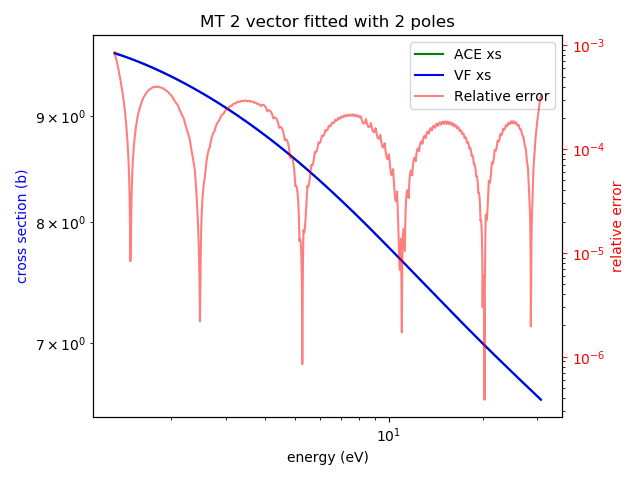 MT 2 vector fitted with 2 poles
ACE xs
VF xs
Relative error
cross section (b)
9 × 10⁰
8 × 10⁰
7 × 10⁰
10⁻³
10⁻⁴
10⁻⁵
10⁻⁶
relative error
10¹
energy (eV)